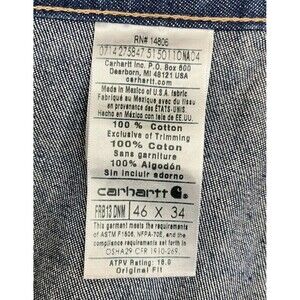 RN# 14806
Carhartt Inc. P.O. Box 600
Dearborn, MI 48121 USA
Made in Mexico of U.S.A. fabric
Fabriqué au Mexique avec du tissu
en provenance des ÉTATS-UNIS
Hecho en México con tela de EE.UU.
100 % Cotton
Exclusive of Trimming
100% Cotton
Sans garniture
100% Algodón
Sin incluir adorno
carhartt
FRB13 DNM 46 X 34
This garment meets the requirements
of ASTM F1506, NFPA-70E, and the
compliance requirements set forth in
OSHA29 CFR 1910-269.
ATPV Rating: 18.0
Original Fit